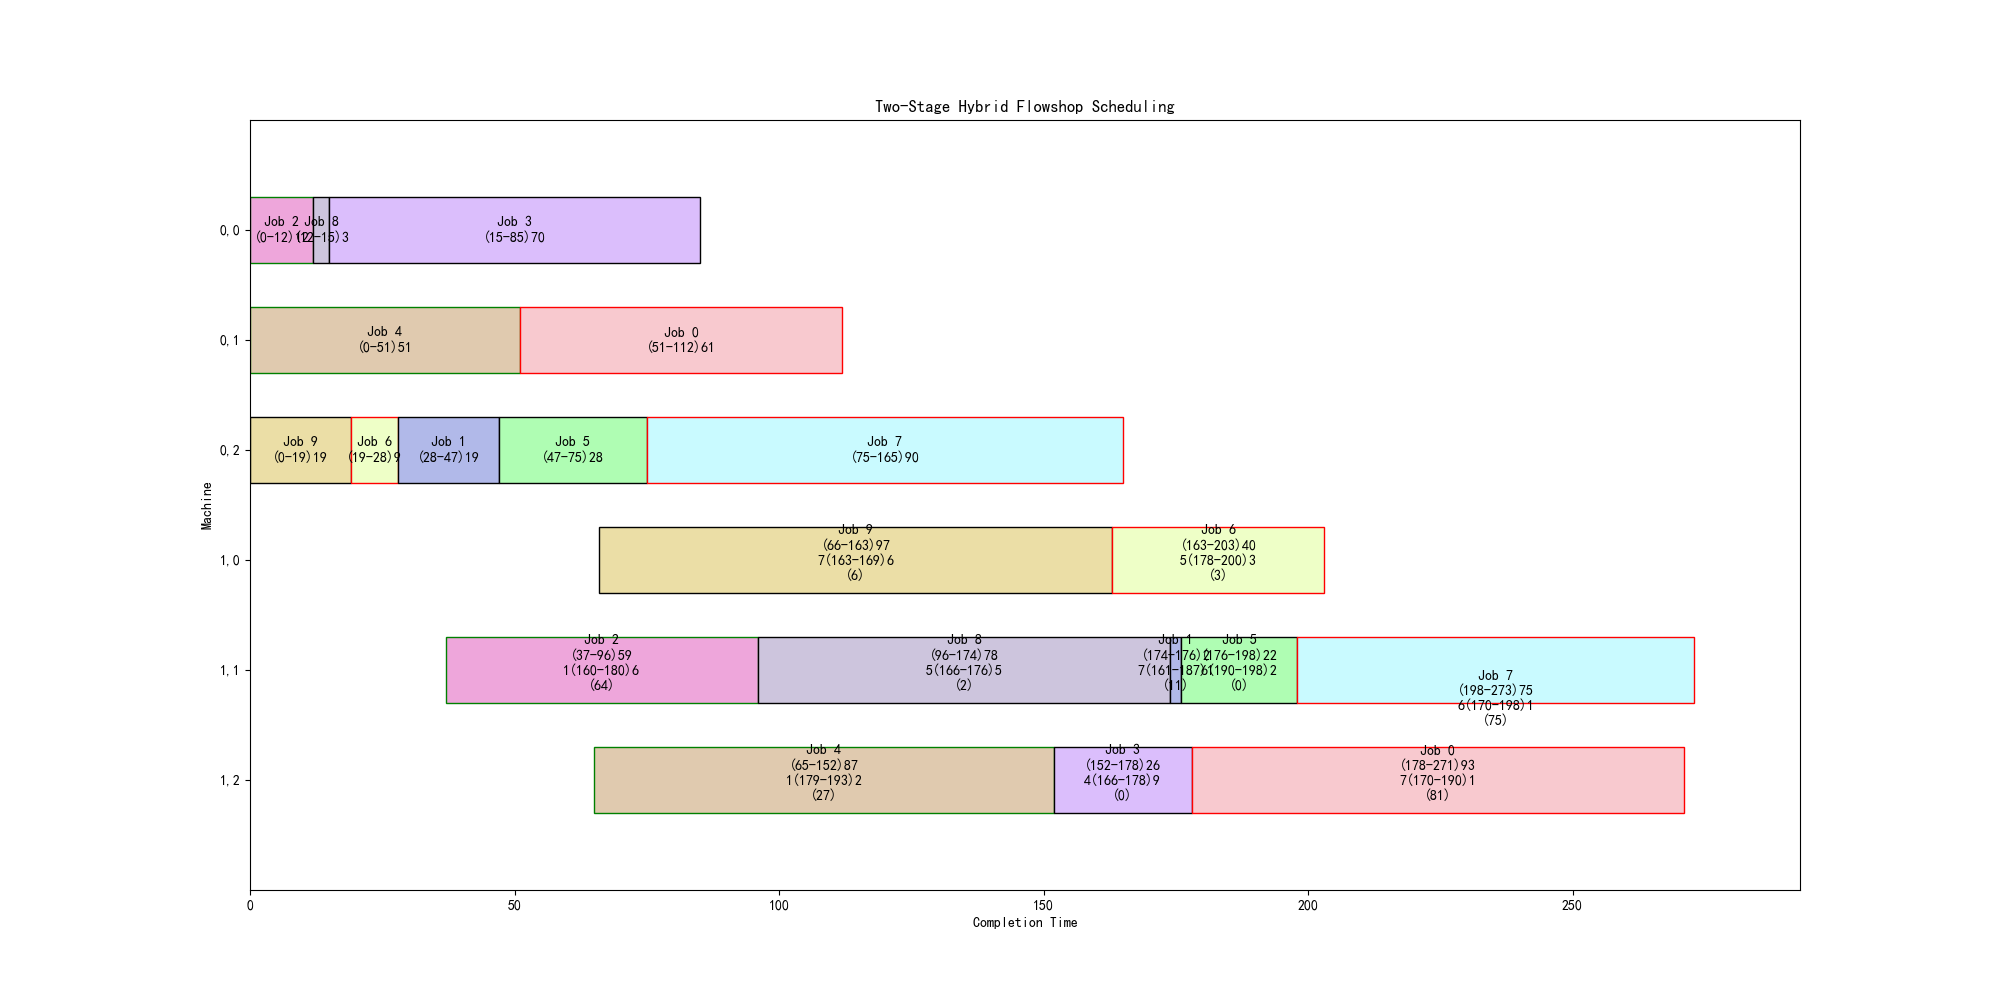 Two-Stage Hybrid Flowshop Scheduling
Machine
0,0
Job 2
(0-12)12
Job 8
(12-15)3
Job 3
(15-85)70
0,1
Job 4
(0-51)51
Job 0
(51-112)61
0,2
Job 9
(0-19)19
Job 6
(19-28)9
Job 1
(28-47)19
Job 5
(47-75)28
Job 7
(75-165)90
1,0
Job 9
(66-163)97
7(163-169)6
(6)
Job 6
(163-203)40
5(178-200)3
(3)
1,1
Job 2
(37-96)59
1(160-180)6
(64)
Job 8
(96-174)78
5(166-176)5
(2)
Job 1
(174-176)2
7(161-187)
(11)
Job 5
(176-198)22
(190-198)2
(0)
Job 7
(198-273)75
6(170-198)1
(75)
1,2
Job 4
(65-152)87
1(179-193)2
(27)
Job 3
(152-178)26
4(166-178)9
(0)
Job 0
(178-271)93
7(170-190)1
(81)
0
50
100
150
200
250
Completion Time